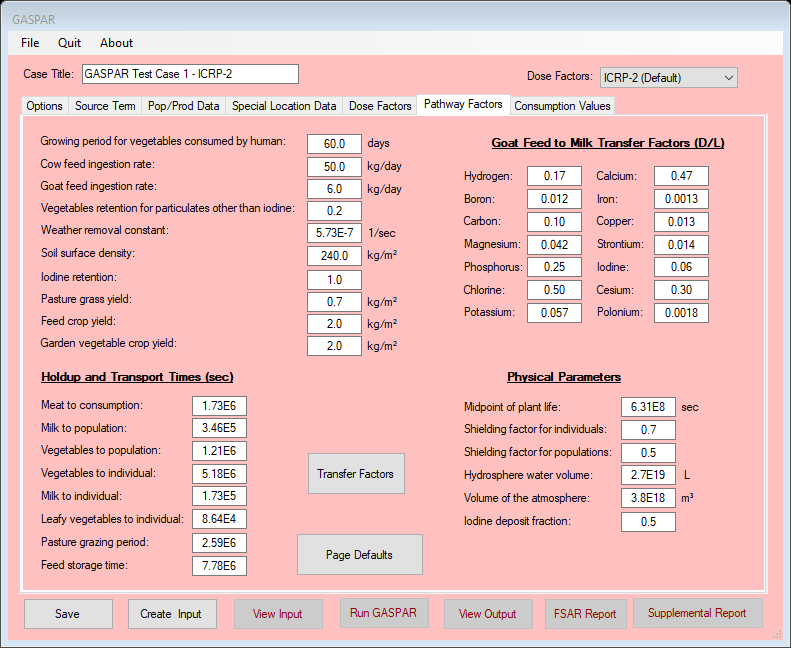 GASPAR
File Quit About
Case Title: GASPAR Test Case 1 - ICRP-2 Dose Factors: ICRP-2 (Default)
Options Source Term Pop/Prod Data Special Location Data Dose Factors Pathway Factors Consumption Values
Growing period for vegetables consumed by human: 60.0 days
Cow feed ingestion rate: 50.0 kg/day
Goat feed ingestion rate: 6.0 kg/day
Vegetables retention for particulates other than iodine: 0.2
Weather removal constant: 5.73E-7 1/sec
Soil surface density: 240.0 kg/m²
Iodine retention: 1.0
Pasture grass yield: 0.7 kg/m²
Feed crop yield: 2.0 kg/m²
Garden vegetable crop yield: 2.0 kg/m²
Goat Feed to Milk Transfer Factors (D/L)
Hydrogen: 0.17 Calcium: 0.47
Boron: 0.012 Iron: 0.0013
Carbon: 0.10 Copper: 0.013
Magnesium: 0.042 Strontium: 0.014
Phosphorus: 0.25 Iodine: 0.06
Chlorine: 0.50 Cesium: 0.30
Potassium: 0.057 Polonium: 0.0018
Holdup and Transport Times (sec)
Meat to consumption: 1.73E6
Milk to population: 3.46E5
Vegetables to population: 1.21E6
Vegetables to individual: 5.18E6
Milk to individual: 1.73E5
Leafy vegetables to individual: 8.64E4
Pasture grazing period: 2.59E6
Feed storage time: 7.78E6
Transfer Factors
Page Defaults
Physical Parameters
Midpoint of plant life: 6.31E8 sec
Shielding factor for individuals: 0.7
Shielding factor for populations: 0.5
Hydrosphere water volume: 2.7E19 L
Volume of the atmosphere: 3.8E18 m³
Iodine deposit fraction: 0.5
Save Create Input View Input Run GASPAR View Output FSAR Report Supplemental Report